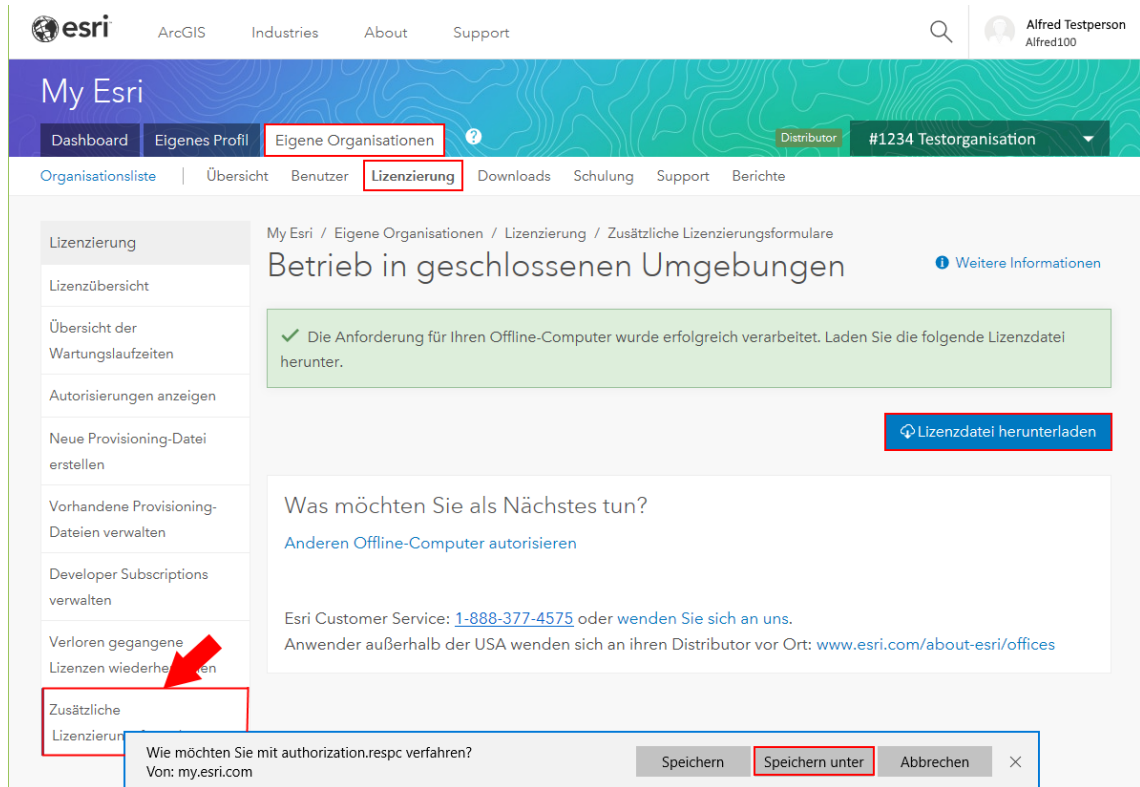 esri
ArcGIS Industries About Support
Alfred Testperson
Alfred100
My Esri
Dashboard Eigenes Profil Eigene Organisationen ?
Distributor #1234 Testorganisation
Organisationsliste | Übersicht Benutzer Lizenzierung Downloads Schulung Support Berichte
Lizenzierung
Lizenzübersicht
Übersicht der
Wartungslaufzeiten
Autorisierungen anzeigen
Neue Provisioning-Datei
erstellen
Vorhandene Provisioning-
Dateien verwalten
Developer Subscriptions
verwalten
Verloren gegangene
Lizenzen
Zusätzliche
My Esri / Eigene Organisationen / Lizenzierung / Zusätzliche Lizenzierungsformulare
Betrieb in geschlossenen Umgebungen
Weitere Informationen
Die Anforderung für Ihren Offline-Computer wurde erfolgreich verarbeitet. Laden Sie die folgende Lizenzdatei
herunter.
Lizenzdatei herunterladen
Was möchten Sie als Nächstes tun?
Anderen Offline-Computer autorisieren
Esri Customer Service: 1-888-377-4575 oder wenden Sie sich an uns.
Anwender außerhalb der USA wenden sich an ihren Distributor vor Ort: www.esri.com/about-esri/offices
Wie möchten Sie mit authorization.respc verfahren?
Von: my.esri.com
Speichern Speichern unter Abbrechen